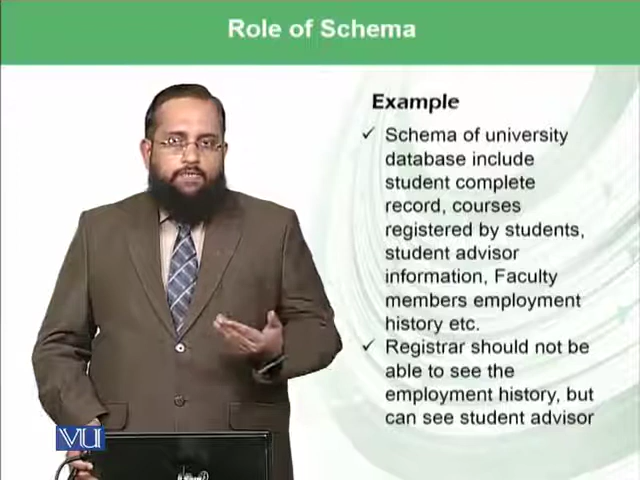 Role of Schema
Example
✓ Schema of university
database include
student complete
record, courses
registered by students,
student advisor
information, Faculty
members employment
history etc.
✓ Registrar should not be
able to see the
employment history, but
can see student advisor
VU